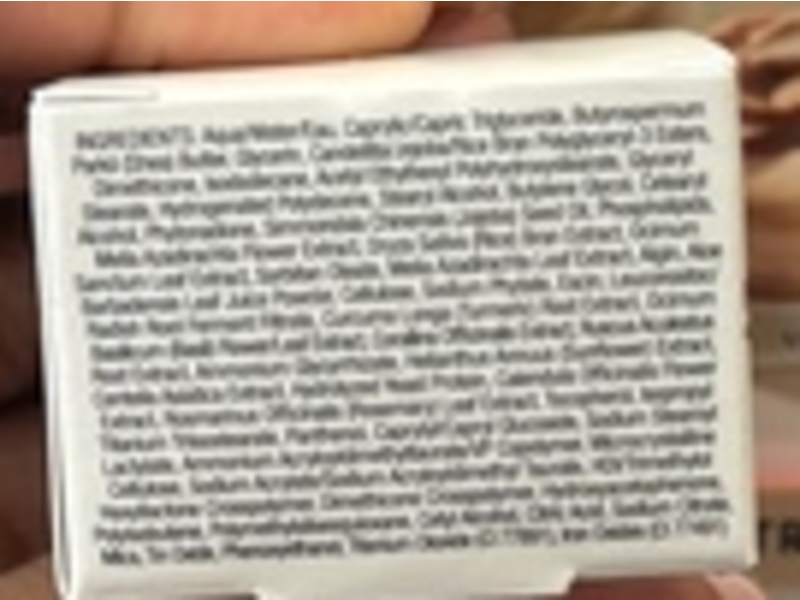 INGREDIENTS: Aqua/Water/Eau, Caprylic/Capric Triglyceride, Butyrospermum
Parkii (Shea) Butter, Glycerin, Candelilla/Jojoba/Rice Bran Polyglyceryl-3 Esters,
Dimethicone, Isododecane, Acetyl Ethylhexyl Polyhydroxystearate, Glyceryl
Stearate, Hydrogenated Polydecene, Stearyl Alcohol, Butylene Glycol, Cetearyl
Alcohol, Phytonadione, Simmondsia Chinensis (Jojoba) Seed Oil, Phospholipids,
Melia Azadirachta Flower Extract, Oryza Sativa (Rice) Bran Extract, Ocimum
Sanctum Leaf Extract, Sorbitan Oleate, Melia Azadirachta Leaf Extract, Algin, Aloe
Barbadensis Leaf Juice Powder, Cellulose, Sodium Phytate, Escin, Leuconostoc/
Radish Root Ferment Filtrate, Curcuma Longa (Turmeric) Root Extract, Ocimum
Basilicum (Basil) Flower/Leaf Extract, Corallina Officinalis Extract, Ruscus Aculeatus
Root Extract, Ammonium Glycyrrhizate, Helianthus Annuus (Sunflower) Extract,
Centella Asiatica Extract, Hydrolyzed Yeast Protein, Calendula Officinalis Flower
Extract, Rosmarinus Officinalis (Rosemary) Leaf Extract, Tocopherol, Isopropyl
Titanium Triisostearate, Panthenol, Caprylyl/Capryl Glucoside, Sodium Stearoyl
Lactylate, Ammonium Acryloyldimethyltaurate/VP Copolymer, Microcrystalline
Cellulose, Sodium Acrylate/Sodium Acryloyldimethyl Taurate, HDI/Trimethylol
Hexyllactone Crosspolymer, Dimethicone Crosspolymer, Hydroxyacetophenone,
Polyisobutene, Polymethylsilsesquioxane, Cetyl Alcohol, Citric Acid, Sodium Citrate,
Mica, Tin Oxide, Phenoxyethanol, Titanium Dioxide (CI 77891), Iron Oxides (CI 77491)
TR